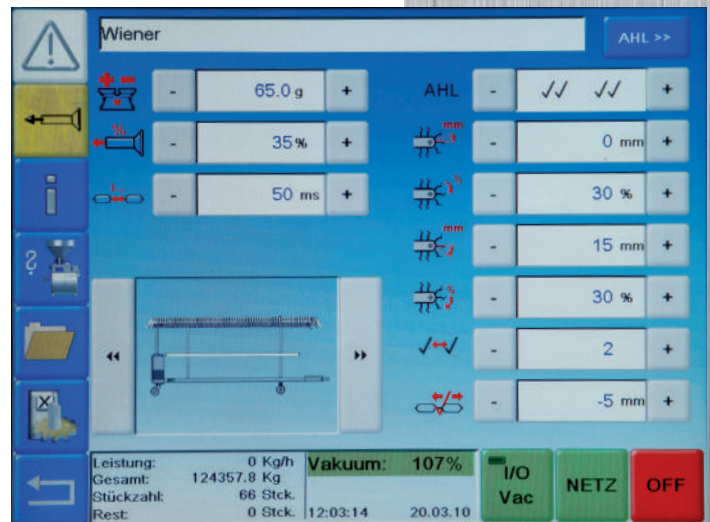 Wiener
AHL >>
- 65.0 g +
AHL - ✓✓ ✓✓ +
%
- 35 % +
mm
- 0 mm +
- 50 ms +
%
- 30 % +
mm
- 15 mm +
%
- 30 % +
- 2 +
- -5 mm +
Leistung: 0 Kg/h
Gesamt: 124357.8 Kg
Stückzahl: 66 Stck.
Rest: 0 Stck.
Vakuum: 107%
12:03:14 20.03.10
I/O
Vac
NETZ
OFF